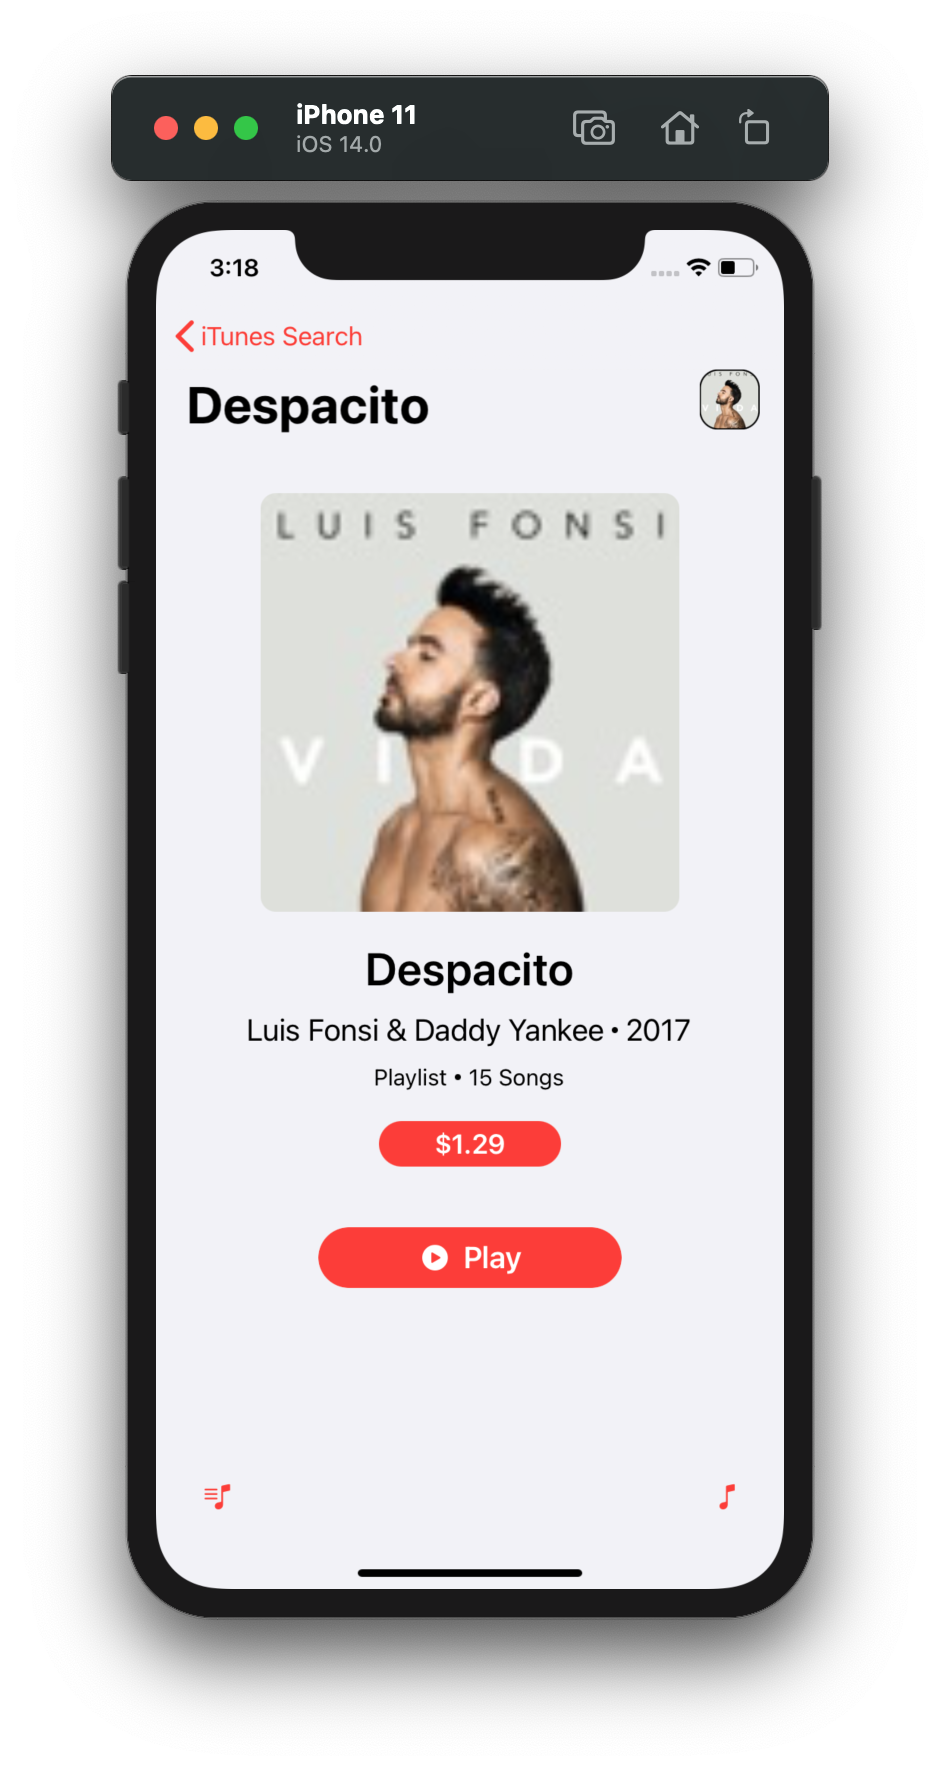 iPhone 11
iOS 14.0
3:18
iTunes Search
Despacito
LUIS FONSI
VIDA
Despacito
Luis Fonsi & Daddy Yankee • 2017
Playlist • 15 Songs
$1.29
Play